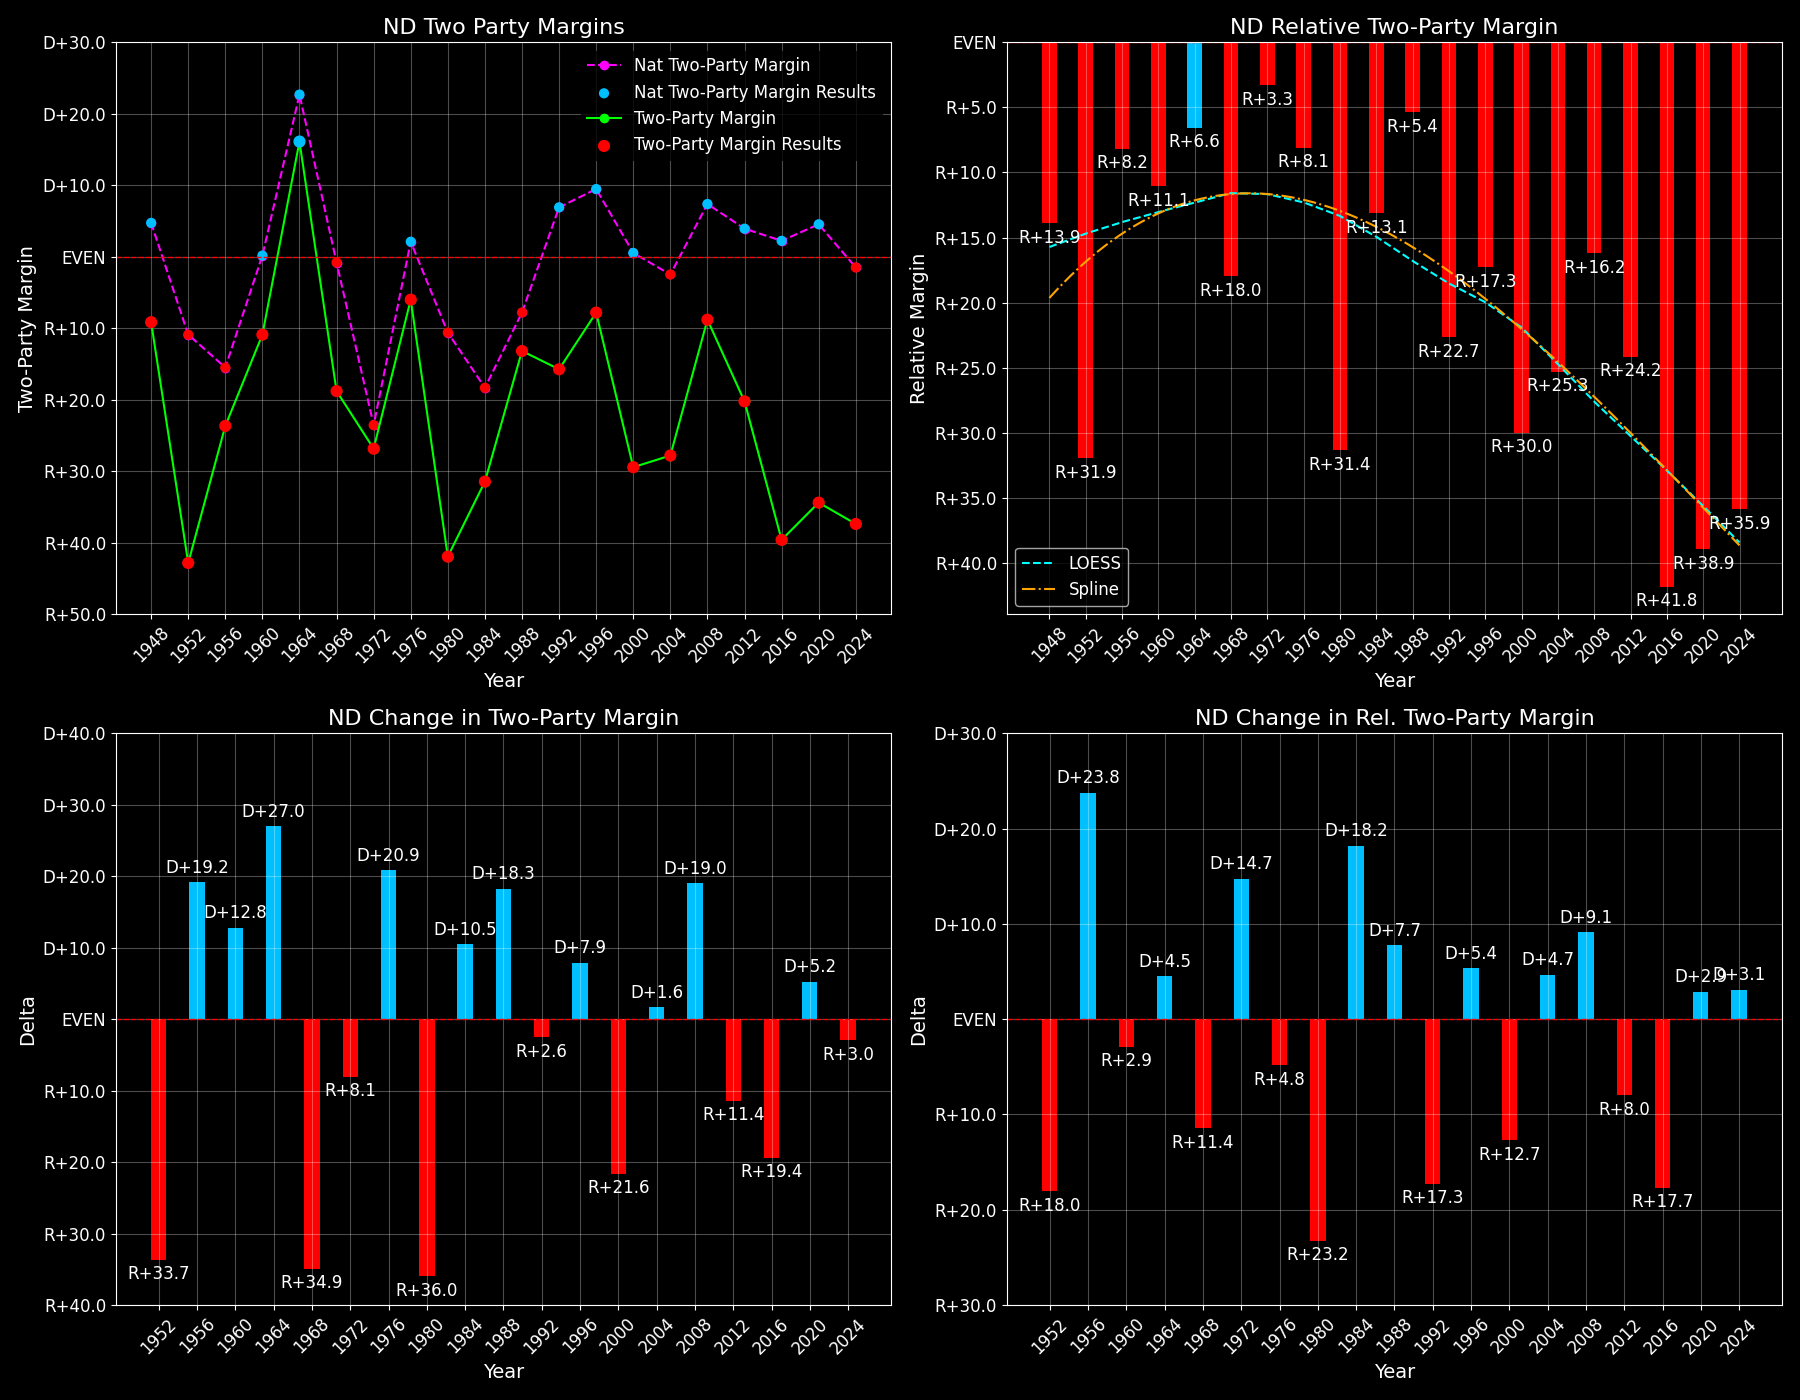 ND Two Party Margins
D+30.0
D+20.0
D+10.0
EVEN
R+10.0
R+20.0
R+30.0
R+40.0
R+50.0
Two-Party Margin
Nat Two-Party Margin
Nat Two-Party Margin Results
Two-Party Margin
Two-Party Margin Results
1948 1952 1956 1960 1964 1968 1972 1976 1980 1984 1988 1992 1996 2000 2004 2008 2012 2016 2020 2024
Year
ND Relative Two-Party Margin
EVEN
R+5.0
R+10.0
R+15.0
R+20.0
R+25.0
R+30.0
R+35.0
R+40.0
Relative Margin
R+13.9
R+31.9
R+8.2
R+11.1
R+6.6
R+18.0
R+3.3
R+8.1
R+31.4
R+13.1
R+5.4
R+22.7
R+17.3
R+30.0
R+25.3
R+16.2
R+24.2
R+41.8
R+38.9
R+35.9
LOESS
Spline
1948 1952 1956 1960 1964 1968 1972 1976 1980 1984 1988 1992 1996 2000 2004 2008 2012 2016 2020 2024
Year
ND Change in Two-Party Margin
D+40.0
D+30.0
D+20.0
D+10.0
EVEN
R+10.0
R+20.0
R+30.0
R+40.0
Delta
R+33.7
D+19.2
D+12.8
D+27.0
R+34.9
R+8.1
D+20.9
R+36.0
D+10.5
D+18.3
R+2.6
D+7.9
R+21.6
D+1.6
D+19.0
R+11.4
R+19.4
D+5.2
R+3.0
1952 1956 1960 1964 1968 1972 1976 1980 1984 1988 1992 1996 2000 2004 2008 2012 2016 2020 2024
Year
ND Change in Rel. Two-Party Margin
D+30.0
D+20.0
D+10.0
EVEN
R+10.0
R+20.0
R+30.0
Delta
R+18.0
D+23.8
R+2.9
D+4.5
R+11.4
D+14.7
R+4.8
R+23.2
D+18.2
D+7.7
R+17.3
D+5.4
R+12.7
D+4.7
D+9.1
R+8.0
R+17.7
D+2.9
D+3.1
1952 1956 1960 1964 1968 1972 1976 1980 1984 1988 1992 1996 2000 2004 2008 2012 2016 2020 2024
Year